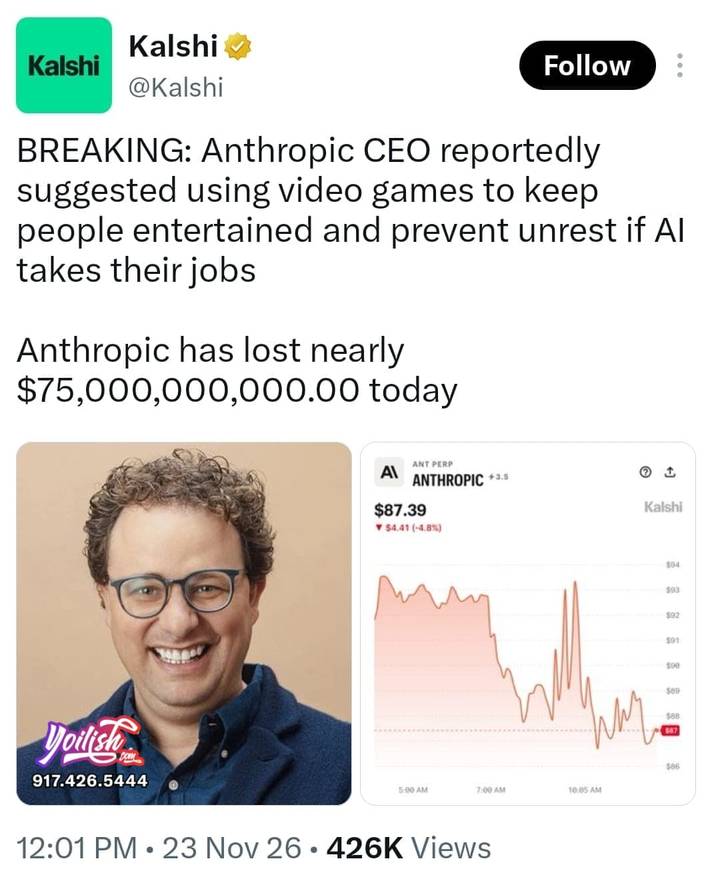 Kalshi
Kalshi
@Kalshi
Follow
BREAKING: Anthropic CEO reportedly
suggested using video games to keep
people entertained and prevent unrest if AI
takes their jobs
Anthropic has lost nearly
$75,000,000,000.00 today
Yoilish
.COM
917.426.5444
A\
ANT PERP
ANTHROPIC ⚡3.5
$87.39
▼ $4.41 (-4.8%)
Kalshi
$94
$93
$92
$91
$90
$89
$88
$87
$86
5:00 AM
7:00 AM
10:05 AM
12:01 PM • 23 Nov 26 • 426K Views